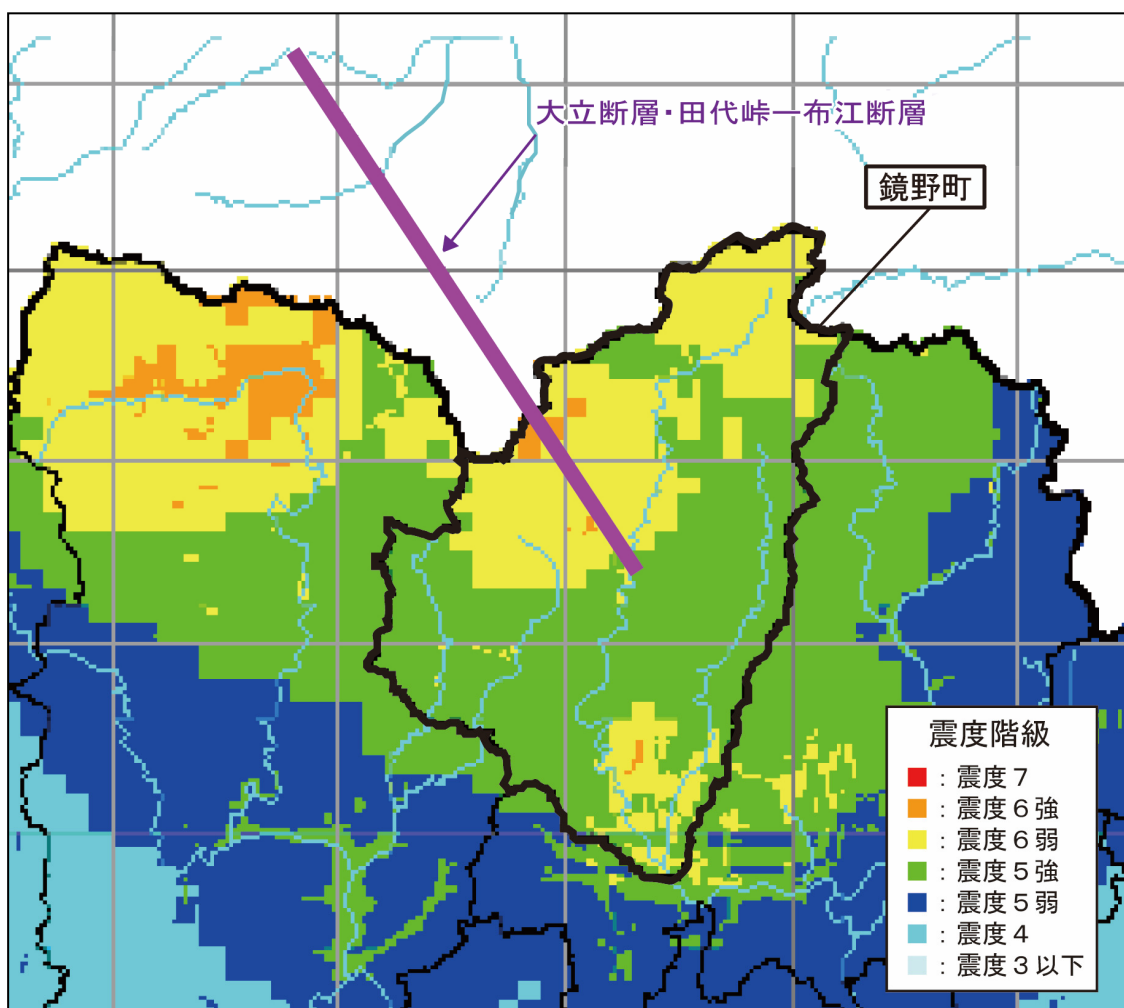 大立断層・田代峠ー布江断層
鏡野町
震度階級
：震度７
：震度６強
：震度６弱
：震度５強
：震度５弱
：震度４
：震度３以下